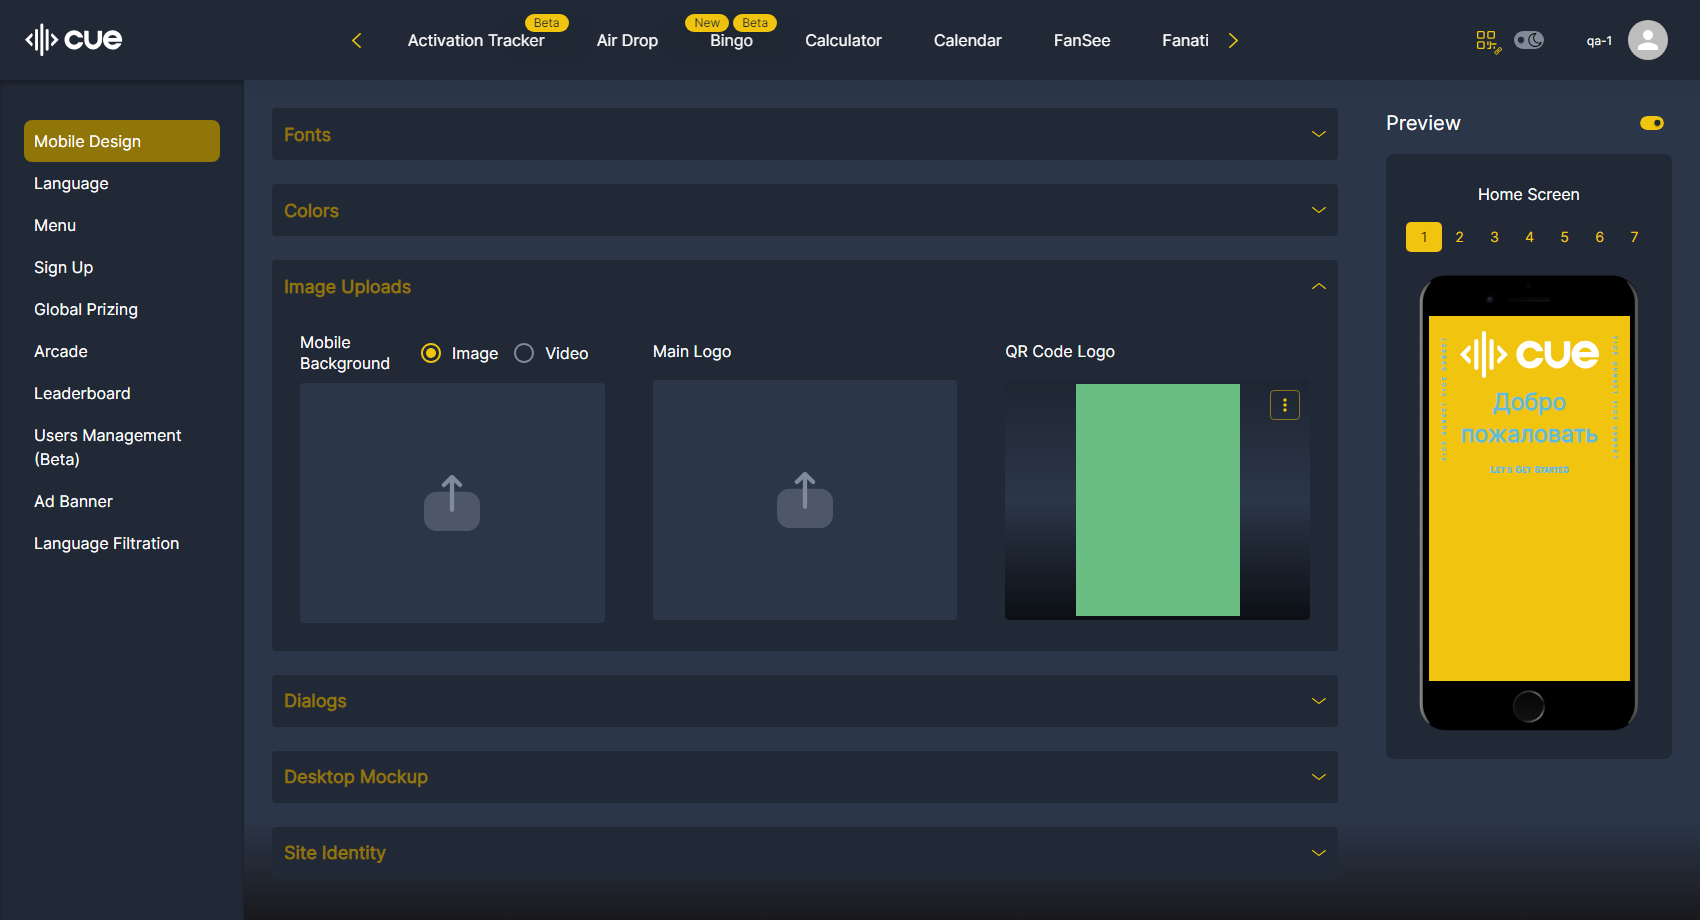 cue
Beta
New
Beta
Activation Tracker
Air Drop
Bingo
Calculator
Calendar
FanSee
Fanati
qa-1
Mobile Design
Language
Menu
Sign Up
Global Prizing
Arcade
Leaderboard
Users Management
(Beta)
Ad Banner
Language Filtration
Fonts
Colors
Image Uploads
Mobile
Background
Image
Video
Main Logo
QR Code Logo
Dialogs
Desktop Mockup
Site Identity
Preview
Home Screen
1 2 3 4 5 6 7
cue
Добро
пожаловать
Let's Get Started